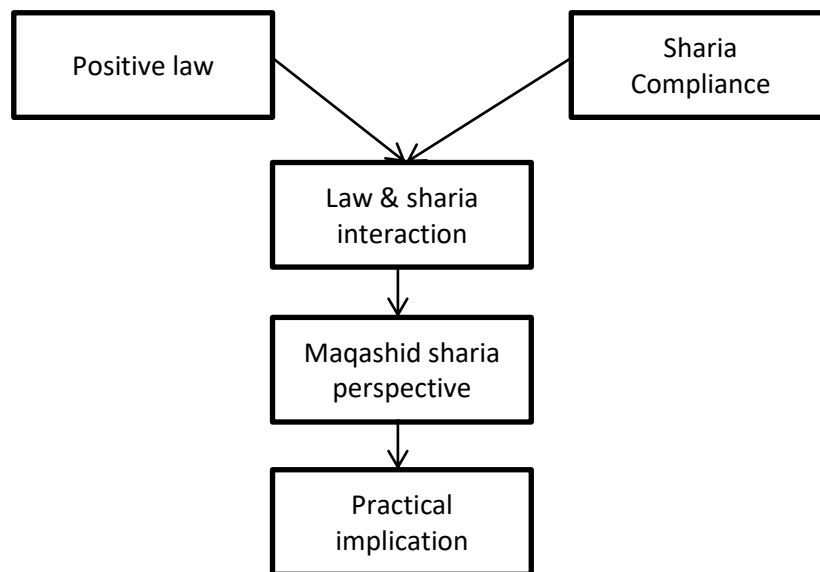 Positive law
Sharia
Compliance
Law & sharia
interaction
Maqashid sharia
perspective
Practical
implication